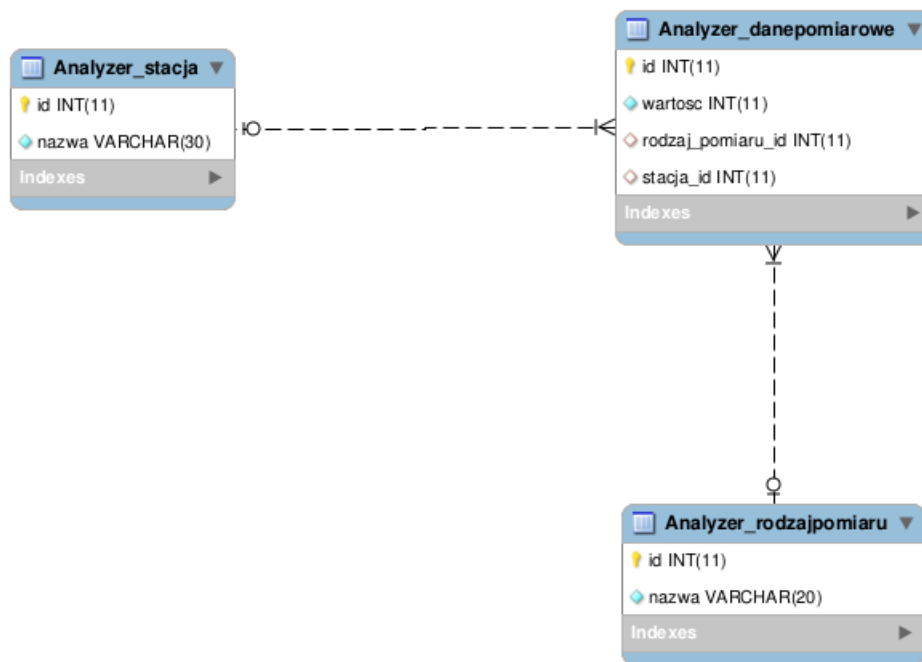 Analyzer_stacja
id INT(11)
nazwa VARCHAR(30)
Indexes
Analyzer_danepomiarowe
id INT(11)
wartosc INT(11)
rodzaj_pomiaru_id INT(11)
stacja_id INT(11)
Indexes
Analyzer_rodzajpomiaru
id INT(11)
nazwa VARCHAR(20)
Indexes